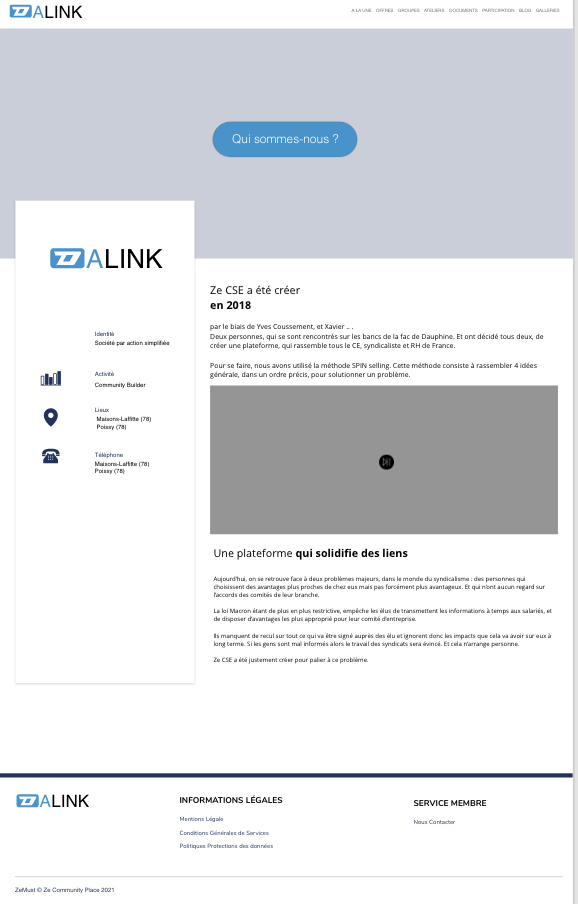 ALINK
A LA UNE OFFRES GROUPES ATELIERS DOCUMENTS PARTICIPATION BLOG GALLERIES
Qui sommes-nous ?
ALINK
Identité
Société par action simplifiée
Activité
Community Builder
Lieux
Maisons-Laffitte (78)
Poissy (78)
Téléphone
Maisons-Laffitte (78)
Poissy (78)
Ze CSE a été créer
en 2018
par le biais de Yves Coussement, et Xavier .. .
Deux personnes, qui se sont rencontrés sur les bancs de la fac de Dauphine. Et ont décidé tous deux, de
créer une plateforme, qui rassemble tous le CE, syndicaliste et RH de France.
Pour se faire, nous avons utilisé la méthode SPIN selling. Cette méthode consiste à rassembler 4 idées
générale, dans un ordre précis, pour solutionner un problème.
Une plateforme qui solidifie des liens
Aujourd'hui, on se retrouve face à deux problèmes majeurs, dans le monde du syndicalisme : des personnes qui
choisissent des avantages plus proches de chez eux mais pas forcément plus avantageux. Et qui n'ont aucun regard sur
l'accords des comités de leur branche.
La loi Macron étant de plus en plus restrictive, empêche les élus de transmettent les informations à temps aux salariés, et
de disposer d'avantages les plus approprié pour leur comité d'entreprise.
Ils manquent de recul sur tout ce qui va être signé auprès des élu et ignorent donc les impacts que cela va avoir sur eux à
long terme. Si les gens sont mal informés alors le travail des syndicats sera évincé. Et cela n'arrange personne.
Ze CSE a été justement créer pour palier à ce problème.
ALINK
INFORMATIONS LÉGALES
Mentions Légale
Conditions Générales de Services
Politiques Protections des données
SERVICE MEMBRE
Nous Contacter
ZeMust © Ze Community Place 2021